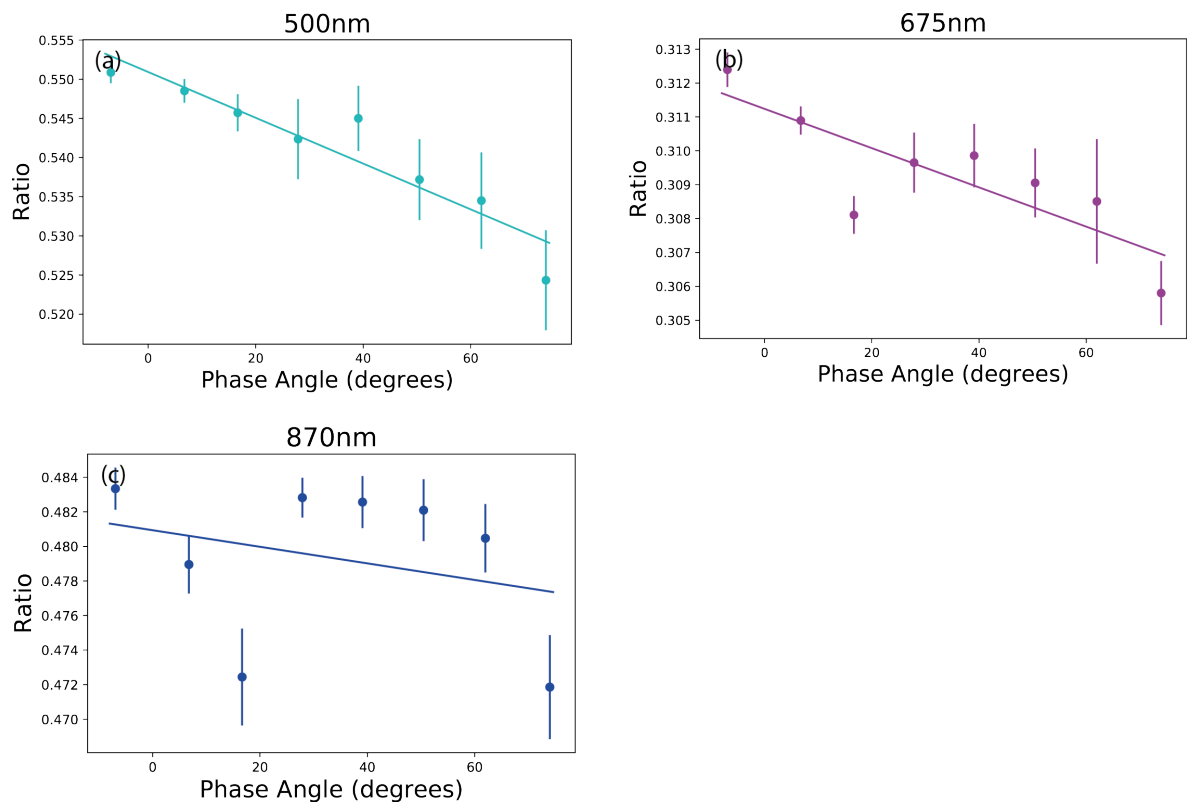 500nm
(a)
0.555
0.550
0.545
0.540
0.535
0.530
0.525
0.520
Ratio
0 20 40 60
Phase Angle (degrees)
675nm
(b)
0.313
0.312
0.311
0.310
0.309
0.308
0.307
0.306
0.305
Ratio
0 20 40 60
Phase Angle (degrees)
870nm
(c)
0.484
0.482
0.480
0.478
0.476
0.474
0.472
0.470
Ratio
0 20 40 60
Phase Angle (degrees)